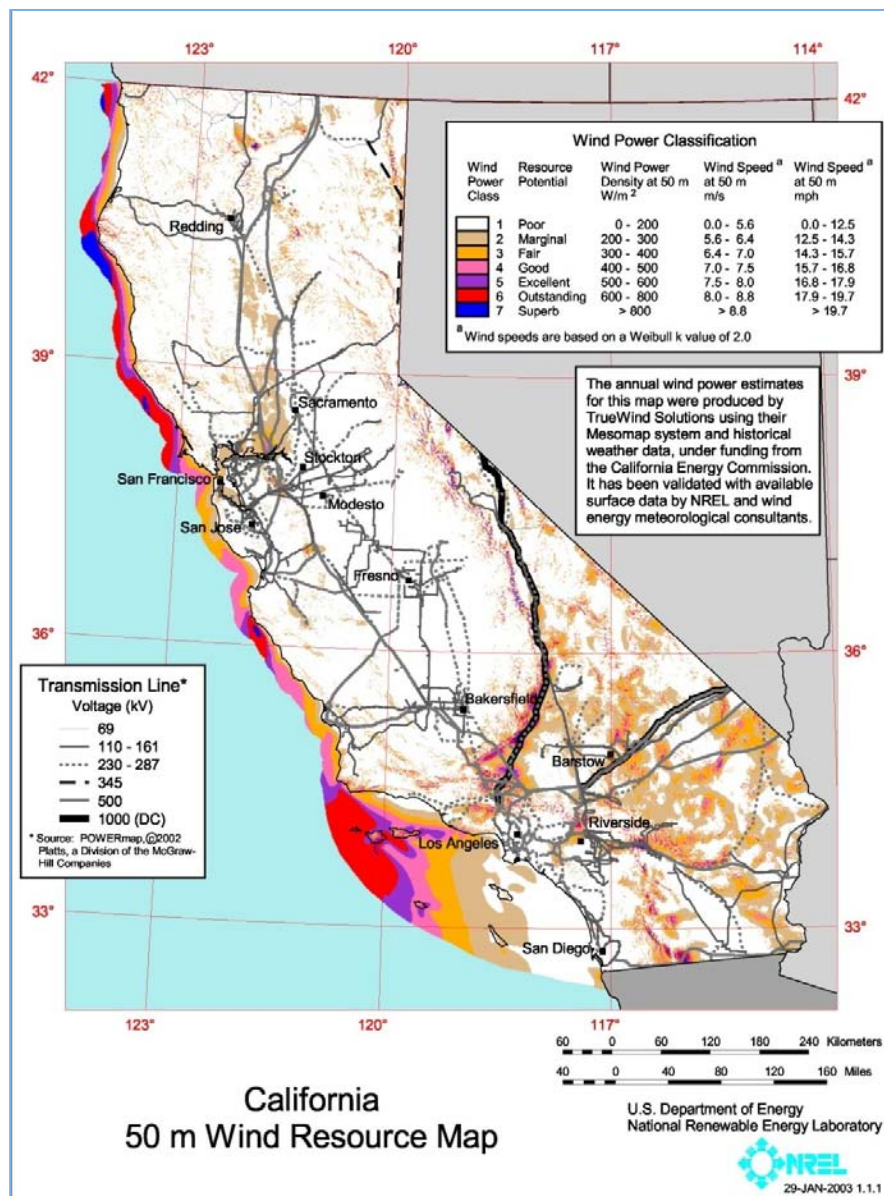 123°
120°
117°
114°
42°
42°
Wind Power Classification
Wind Power Class
Resource Potential
Wind Power Density at 50 m W/m 2
Wind Speed a at 50 m m/s
Wind Speed a at 50 m mph
1 Poor 0 - 200 0.0 - 5.6 0.0 - 12.5
2 Marginal 200 - 300 5.6 - 6.4 12.5 - 14.3
3 Fair 300 - 400 6.4 - 7.0 14.3 - 15.7
4 Good 400 - 500 7.0 - 7.5 15.7 - 16.8
5 Excellent 500 - 600 7.5 - 8.0 16.8 - 17.9
6 Outstanding 600 - 800 8.0 - 8.8 17.9 - 19.7
7 Superb > 800 > 8.8 > 19.7
a Wind speeds are based on a Weibull k value of 2.0
Redding
39°
39°
The annual wind power estimates
for this map were produced by
TrueWind Solutions using their
Mesomap system and historical
weather data, under funding from
the California Energy Commission.
It has been validated with available
surface data by NREL and wind
energy meteorological consultants.
Sacramento
Stockton
San Francisco
Modesto
San Jose
Fresno
36°
36°
Transmission Line*
Voltage (kV)
69
110 - 161
230 - 287
345
500
1000 (DC)
* Source: POWERmap, ©2002
Platts, a Division of the McGraw-
Hill Companies
Bakersfield
Barstow
Riverside
Los Angeles
33°
33°
San Diego
123°
120°
117°
60 0 60 120 180 240 Kilometers
40 0 40 80 120 160 Miles
California
50 m Wind Resource Map
U.S. Department of Energy
National Renewable Energy Laboratory
NREL
29-JAN-2003 1.1.1